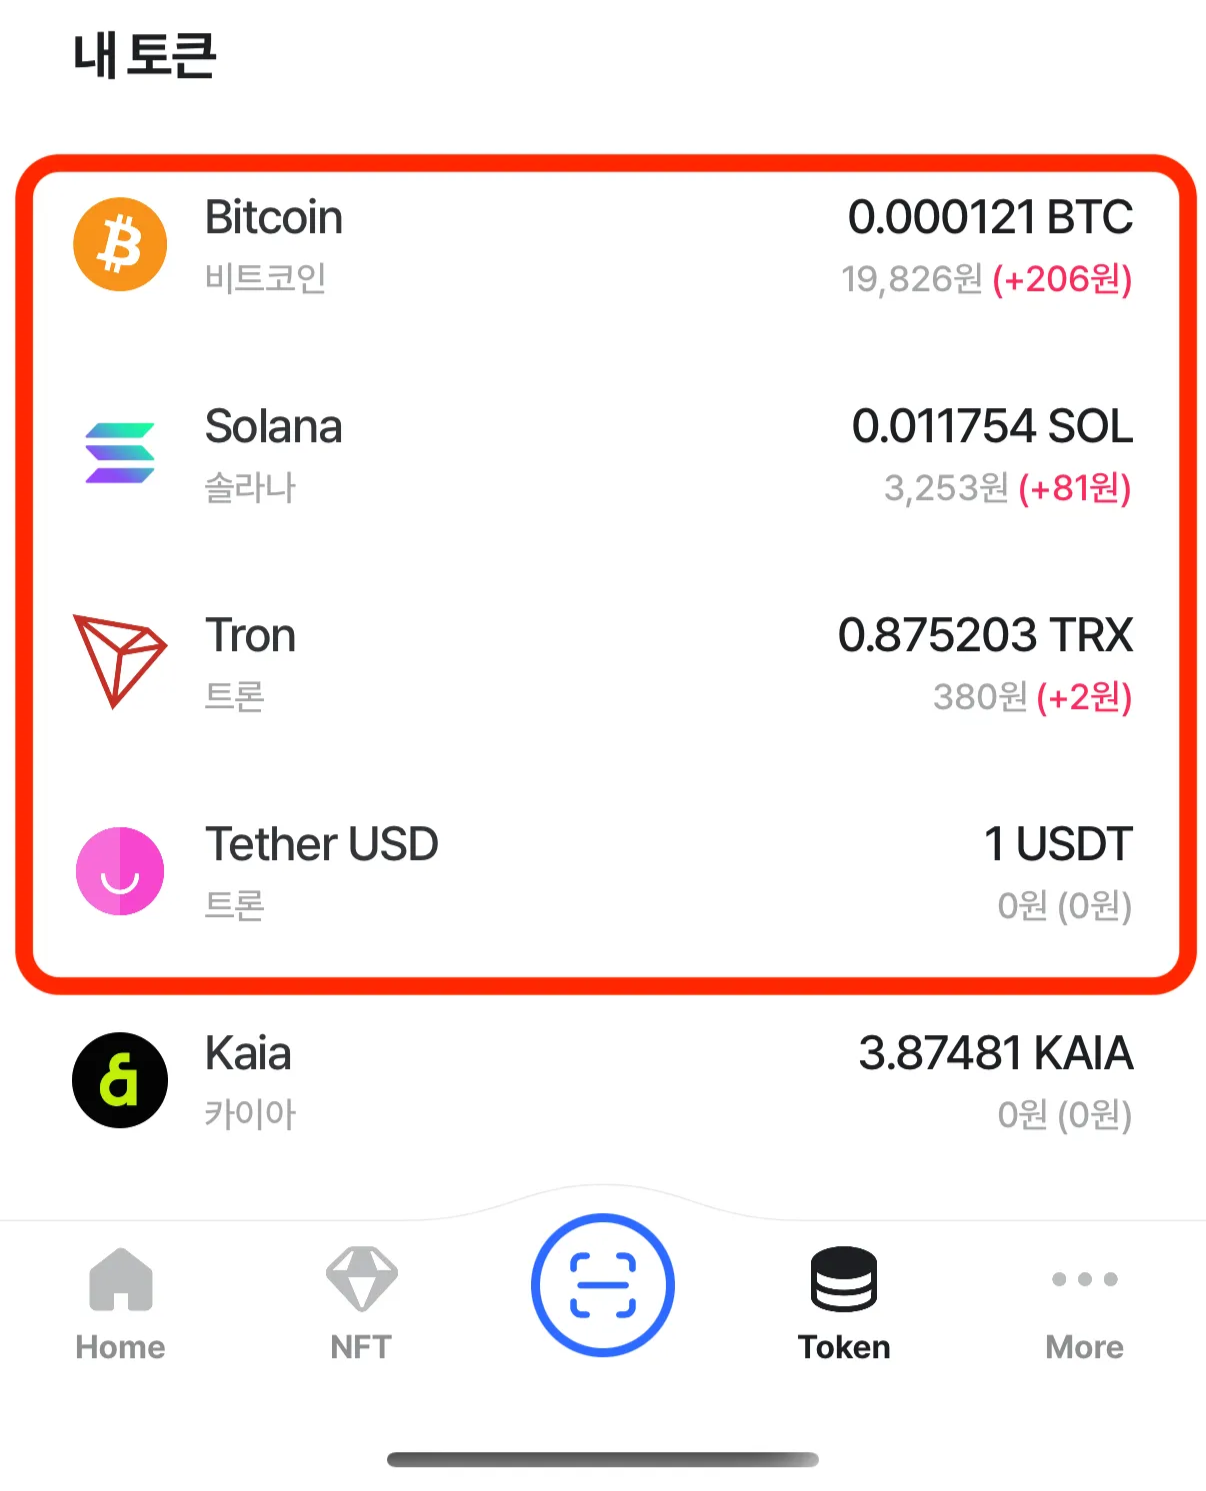 내 토큰
Bitcoin 0.000121 BTC
비트코인 19,826원 (+206원)
Solana 0.011754 SOL
솔라나 3,253원 (+81원)
Tron 0.875203 TRX
트론 380원 (+2원)
Tether USD 1 USDT
트론 0원 (0원)
Kaia 3.87481 KAIA
카이아 0원 (0원)
Home NFT Token More